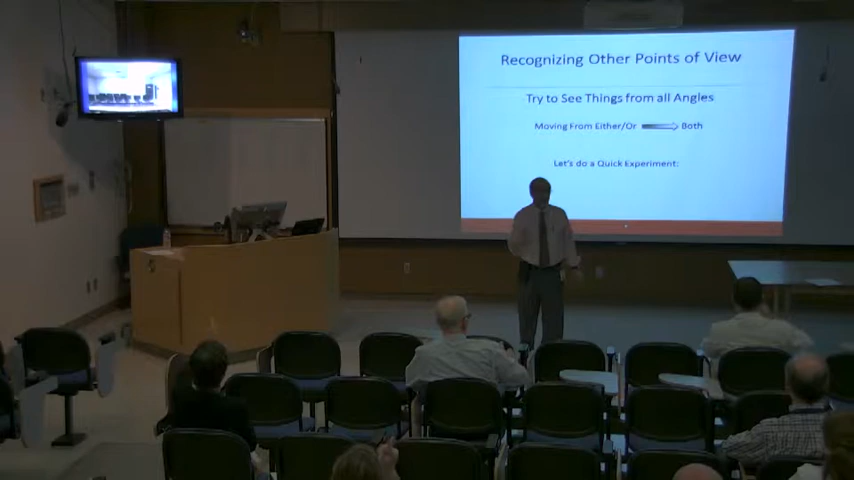 Recognizing Other Points of View
Try to See Things from all Angles
Moving From Either/Or Both
Let's do a Quick Experiment: